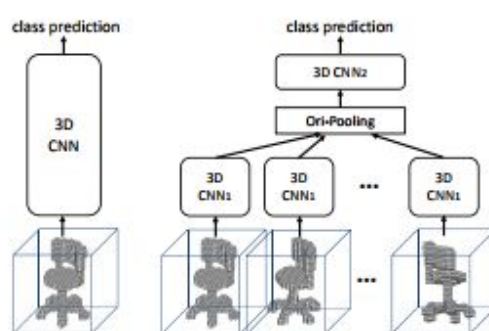 class prediction
3D
CNN
class prediction
3D CNN₂
Ori-Pooling
3D
CNN₁
3D
CNN₁
...
3D
CNN₁
...